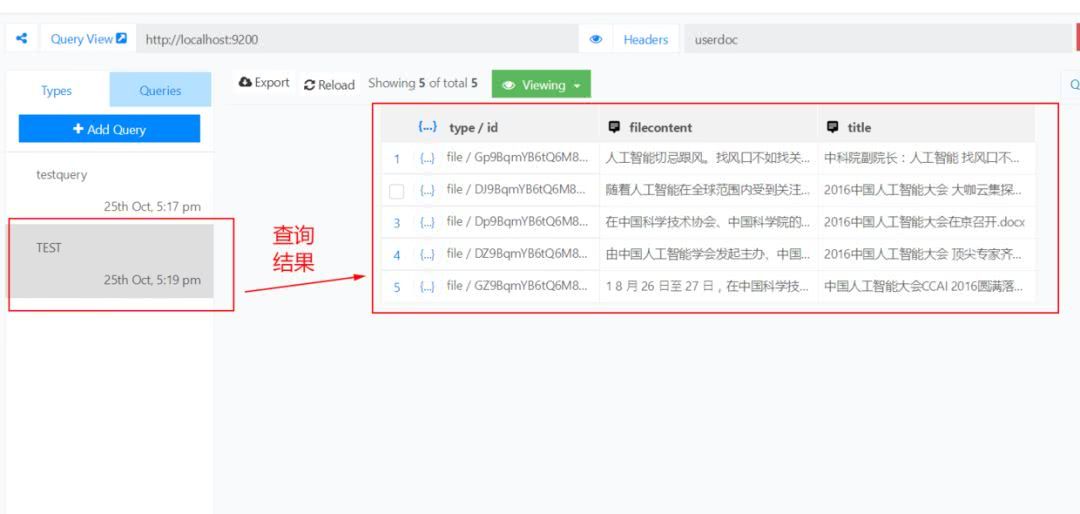 Query View
http://localhost:9200
Headers
userdoc
Types
Queries
Export
Reload
Showing 5 of total 5
Viewing
Add Query
{...} type / id filecontent title
1 {...} file / Gp9BqmYB6tQ6M8... 人工智能切忌跟风。找风口不如找关... 中科院副院长：人工智能 找风口不...
{...} file / DJ9BqmYB6tQ6M8... 随着人工智能在全球范围内受到关注... 2016中国人工智能大会 大咖云集探...
3 {...} file / Dp9BqmYB6tQ6M8... 在中国科学技术协会、中国科学院的... 2016中国人工智能大会在京召开.docx
4 {...} file / DZ9BqmYB6tQ6M8... 由中国人工智能学会发起主办、中国... 2016中国人工智能大会 顶尖专家齐...
5 {...} file / GZ9BqmYB6tQ6M8... 1 8 月 26 日至 27 日，在中国科学技... 中国人工智能大会CCAI 2016圆满落...
testquery
25th Oct, 5:17 pm
TEST
25th Oct, 5:19 pm
查询
结果